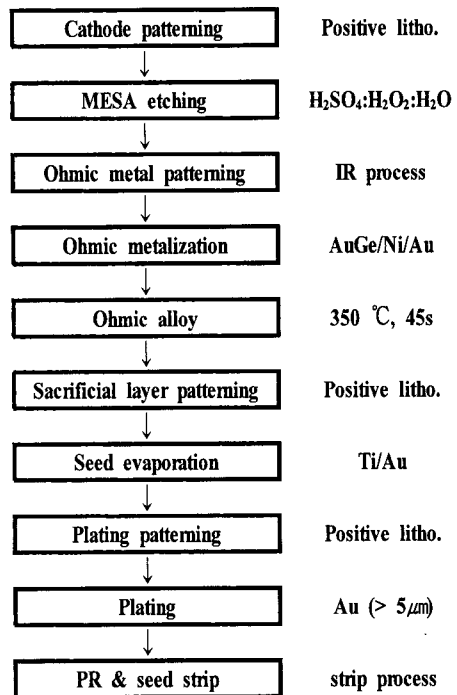 Cathode patterning Positive litho.
MESA etching H₂SO₄:H₂O₂:H₂O
Ohmic metal patterning IR process
Ohmic metalization AuGe/Ni/Au
Ohmic alloy 350 ℃, 45s
Sacrificial layer patterning Positive litho.
Seed evaporation Ti/Au
Plating patterning Positive litho.
Plating Au (> 5㎛)
PR & seed strip strip process